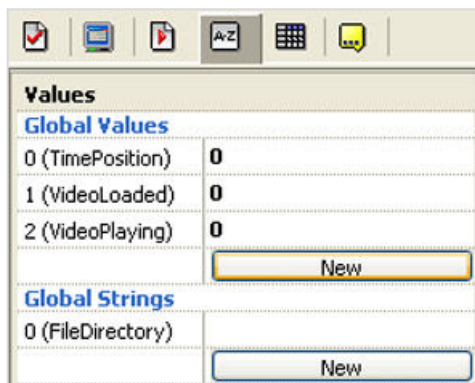 A-Z
Values
Global Values
0 (TimePosition) 0
1 (VideoLoaded) 0
2 (VideoPlaying) 0
New
Global Strings
0 (FileDirectory)
New